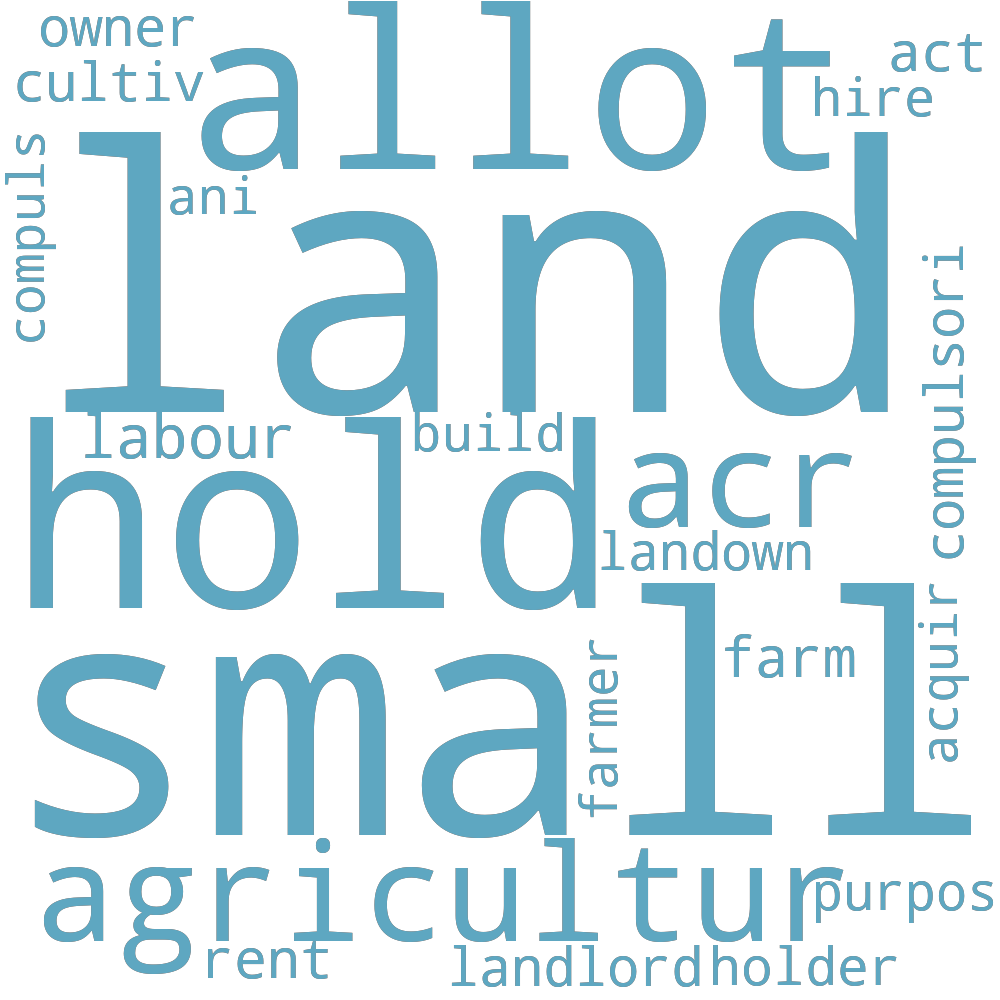 owner
allot
act
cultiv
hire
compuls
land
ani
compulsori
hold
labour
build
acr
landown
small
farmer
farm
acquir
agricultur
purpos
rent
landlord
holder